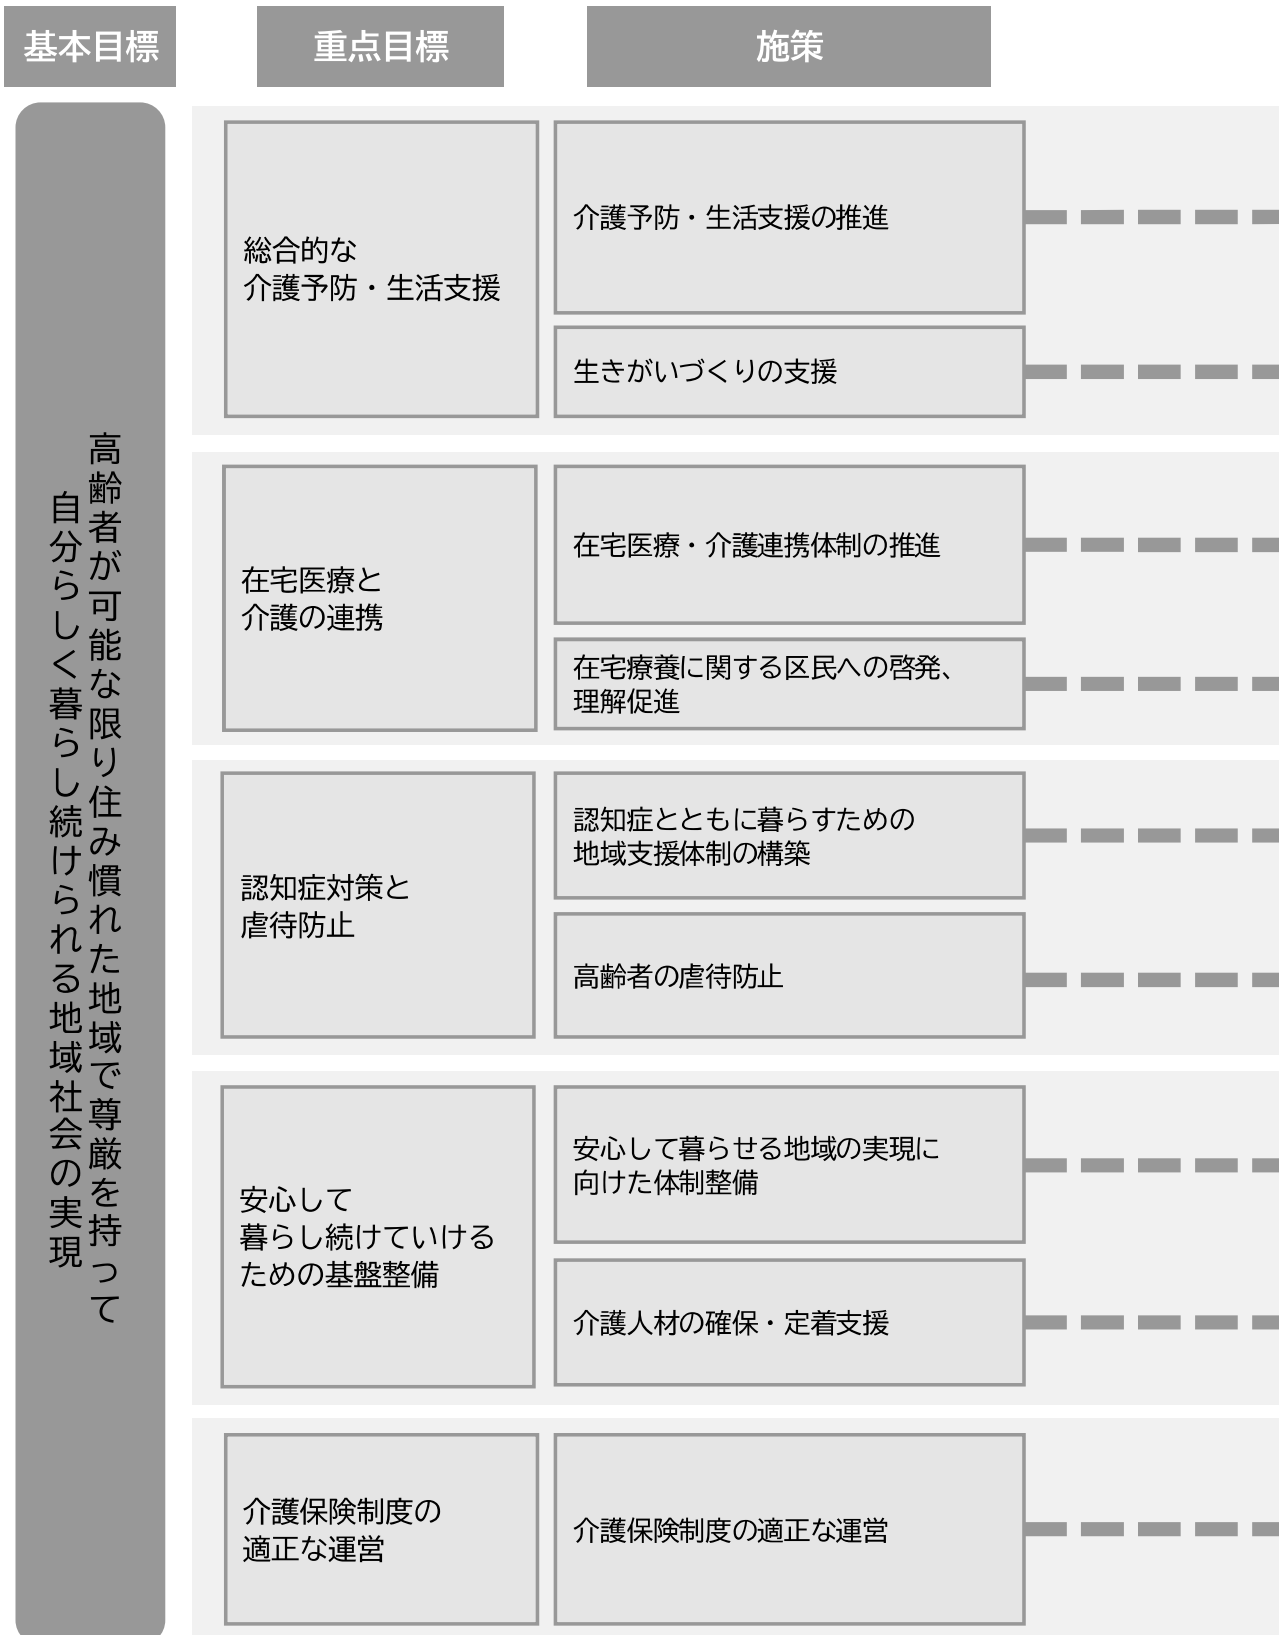 基本目標
重点目標
施策
高齢者が可能な限り住み慣れた地域で尊厳を持って
自分らしく暮らし続けられる地域社会の実現
総合的な
介護予防・生活支援
介護予防・生活支援の推進
生きがいづくりの支援
在宅医療と
介護の連携
在宅医療・介護連携体制の推進
在宅療養に関する区民への啓発、
理解促進
認知症対策と
虐待防止
認知症とともに暮らすための
地域支援体制の構築
高齢者の虐待防止
安心して
暮らし続けていける
ための基盤整備
安心して暮らせる地域の実現に
向けた体制整備
介護人材の確保・定着支援
介護保険制度の
適正な運営
介護保険制度の適正な運営